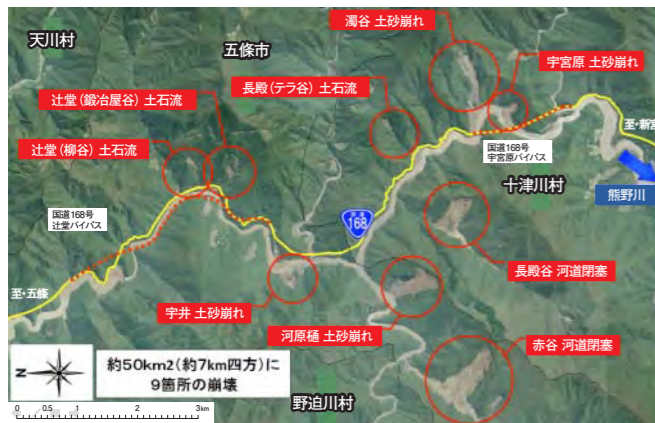 濁谷 土砂崩れ
天川村
五條市
宇宮原 土砂崩れ
長殿(テラ谷)土石流
辻堂(鍛冶屋谷)土石流
至・新宮
辻堂(柳谷)土石流
国道168号
宇宮原バイパス
十津川村
熊野川
国道168号
辻堂バイパス
国道
168
長殿谷 河道閉塞
至・五條
宇井 土砂崩れ
河原樋 土砂崩れ
赤谷 河道閉塞
N
約50km2(約7km四方)に
9箇所の崩壊
野迫川村
0 0.5 1 2 3km